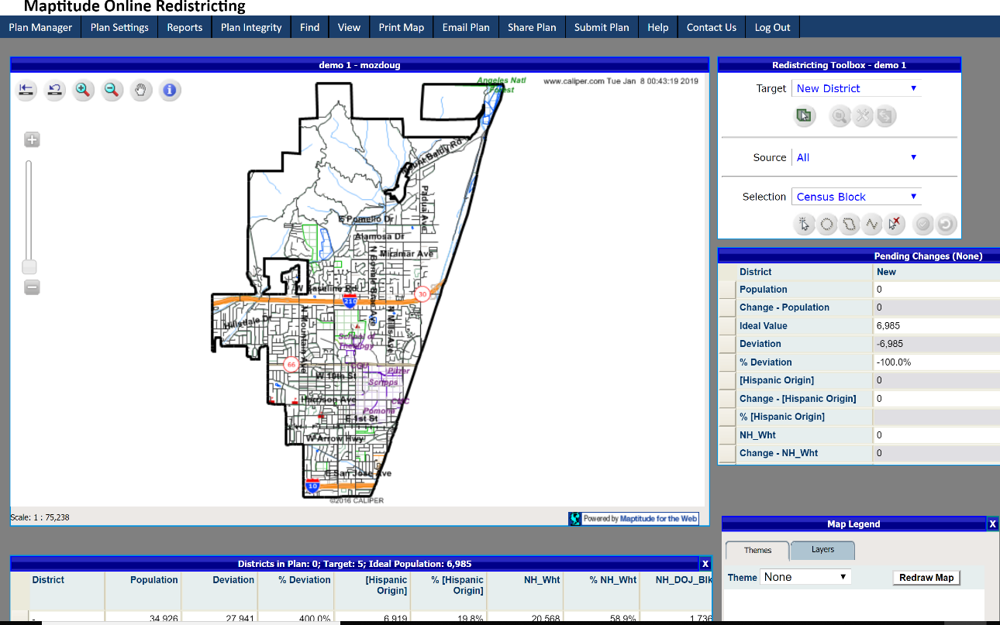 Maptitude Online Redistricting
Plan Manager Plan Settings Reports Plan Integrity Find View Print Map Email Plan Share Plan Submit Plan Help Contact Us Log Out
demo 1 - mozdoug
www.caliper.com Tue Jan 8 00:43:19 2019
Angeles Natl
Forest
Mount Baldy Rd
Padua Ave
E Pomello Dr
Alamosa Dr
Miramar Ave
N Bonnie Brae Ave
W Baseline Rd
30
210
Hillsdale Dr
N Mountain Ave
N Mills Ave
School of
Theology
66
CGU
Pitzer
W 10th St
Scripps
Harrison Ave
CMC
Pomona
E 1st St
W Arrow Hwy
E San Jose Ave
10
©2016 CALIPER
Scale: 1 : 75,238
Powered by Maptitude for the Web
Redistricting Toolbox - demo 1
Target New District
Source All
Selection Census Block
Pending Changes (None)
District New
Population 0
Change - Population 0
Ideal Value 6,985
Deviation -6,985
% Deviation -100.0%
[Hispanic Origin] 0
Change - [Hispanic Origin] 0
% [Hispanic Origin]
NH_Wht 0
Change - NH_Wht 0
Map Legend X
Themes Layers
Theme None Redraw Map
Districts in Plan: 0; Target: 5; Ideal Population: 6,985 X
District Population Deviation % Deviation [Hispanic % [Hispanic NH_Wht % NH_Wht NH_DOJ_Blk
Origin] Origin]
- 34,926 27,941 400.0% 6,919 19.8% 20,568 58.9% 1,736